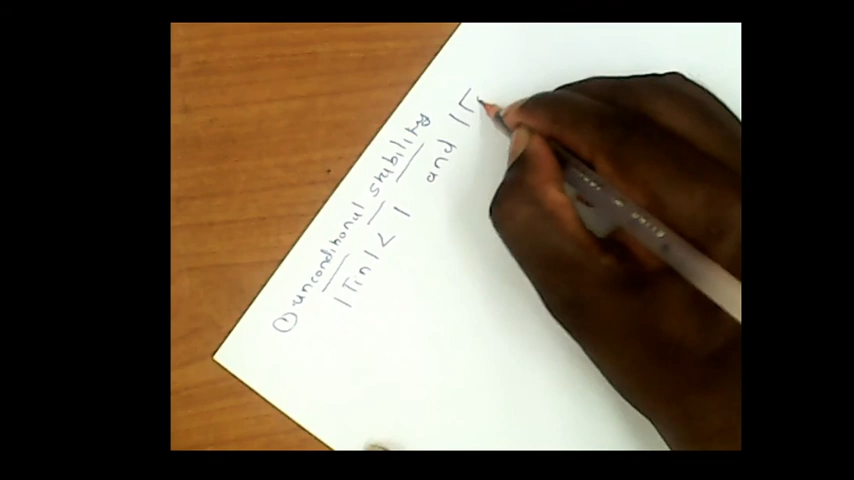 ① unconditional stability
|Γin| < 1 and |Γ